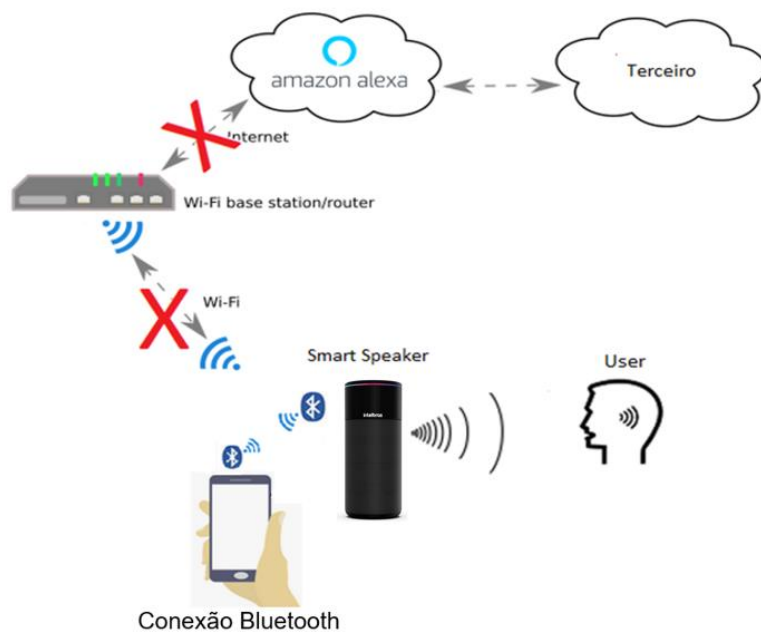 amazon alexa
Terceiro
Internet
Wi-Fi base station/router
Wi-Fi
Smart Speaker
User
intelbras
Conexão Bluetooth